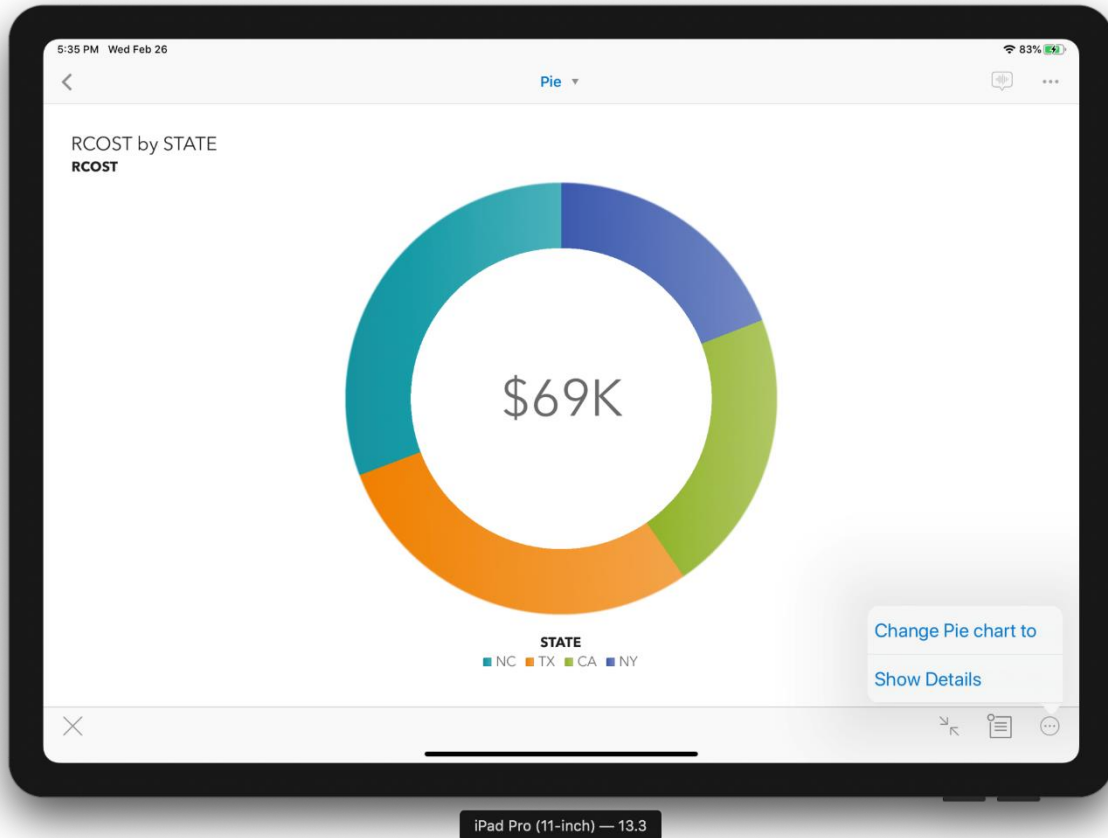 5:35 PM Wed Feb 26
83%
Pie
RCOST by STATE
RCOST
$69K
STATE
NC TX CA NY
Change Pie chart to
Show Details
iPad Pro (11-inch) — 13.3